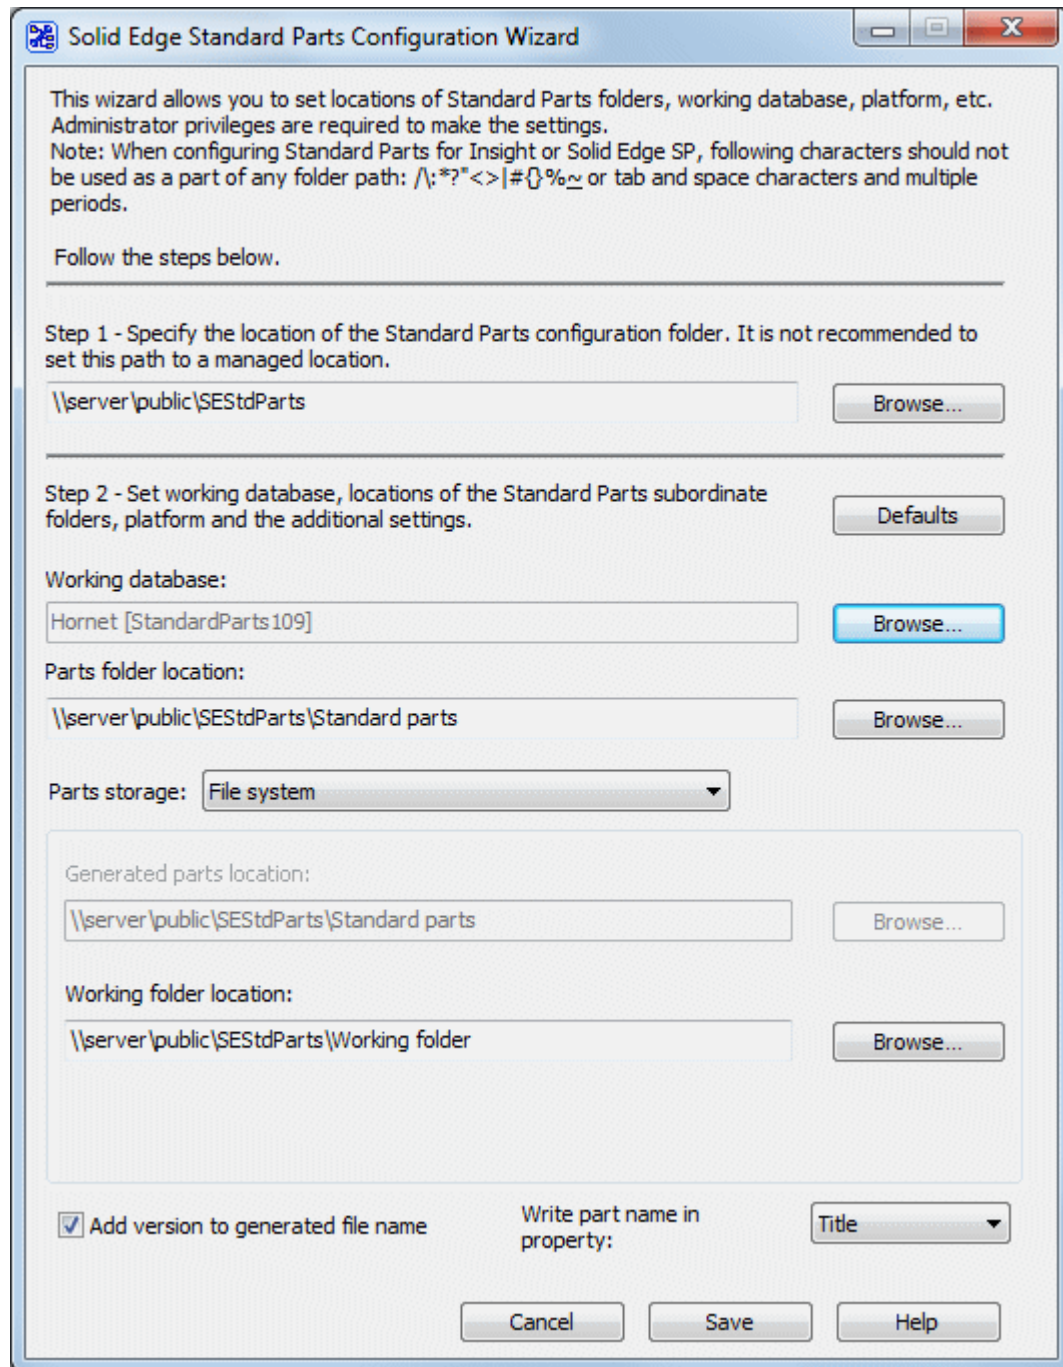 Solid Edge Standard Parts Configuration Wizard
This wizard allows you to set locations of Standard Parts folders, working database, platform, etc.
Administrator privileges are required to make the settings.
Note: When configuring Standard Parts for Insight or Solid Edge SP, following characters should not
be used as a part of any folder path: /\:*?"<>|#{}%~ or tab and space characters and multiple
periods.
Follow the steps below.
Step 1 - Specify the location of the Standard Parts configuration folder. It is not recommended to
set this path to a managed location.
\\server\public\SEStdParts
Browse...
Step 2 - Set working database, locations of the Standard Parts subordinate
folders, platform and the additional settings.
Defaults
Working database:
Hornet [StandardParts109]
Browse...
Parts folder location:
\\server\public\SEStdParts\Standard parts
Browse...
Parts storage: File system
Generated parts location:
\\server\public\SEStdParts\Standard parts
Browse...
Working folder location:
\\server\public\SEStdParts\Working folder
Browse...
Add version to generated file name
Write part name in
property:
Title
Cancel Save Help